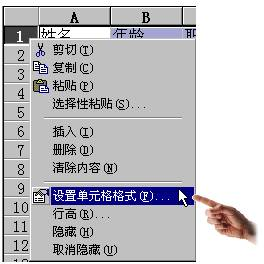 A B
1 姓名 年龄 职
2 剪切(T)
3 复制(C)
4 粘贴(P)
5 选择性粘贴(S)...
6 插入(I)
7 删除(D)
8 清除内容(N)
9 设置单元格格式(F)...
10 行高(R)...
11 隐藏(H)
12 取消隐藏(U)